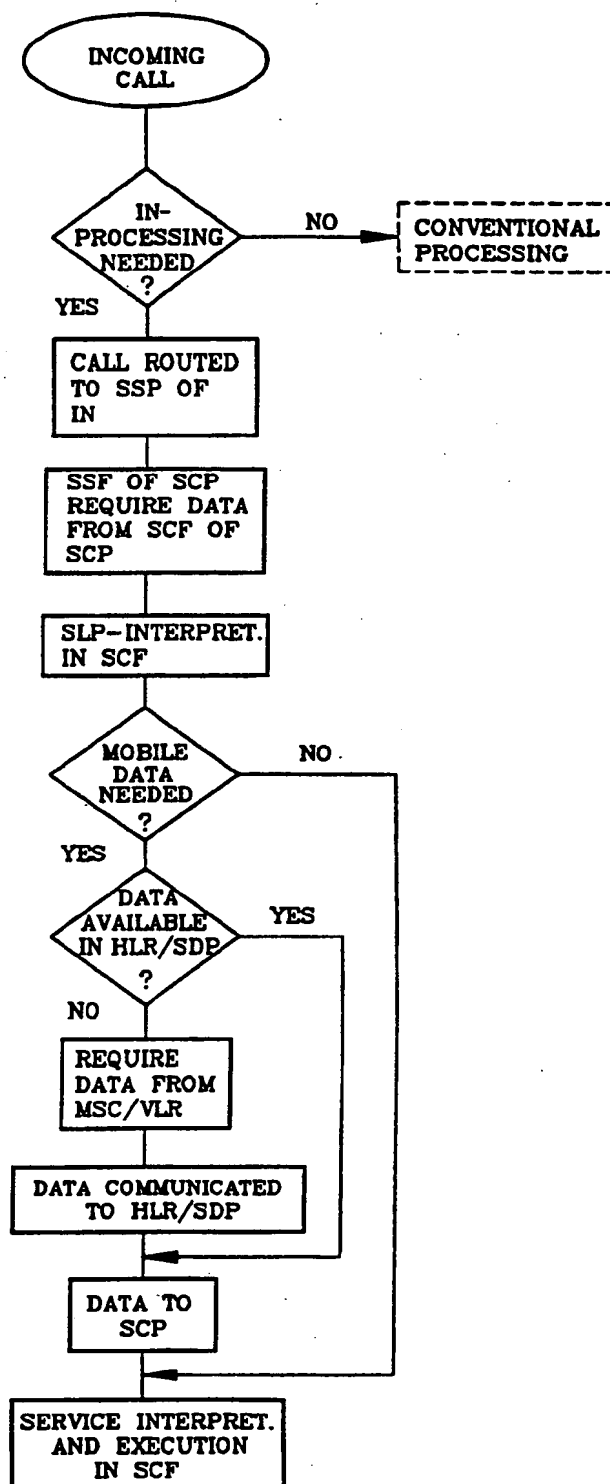 INCOMING
CALL
IN-
PROCESSING
NEEDED
?
NO
CONVENTIONAL
PROCESSING
YES
CALL ROUTED
TO SSP OF
IN
SSF OF SCP
REQUIRE DATA
FROM SCF OF
SCP
SLP-INTERPRET.
IN SCF
MOBILE
DATA
NEEDED
?
NO
YES
DATA
AVAILABLE
IN HLR/SDP
?
YES
NO
REQUIRE
DATA FROM
MSC/VLR
DATA COMMUNICATED
TO HLR/SDP
DATA TO
SCP
SERVICE INTERPRET.
AND EXECUTION
IN SCF